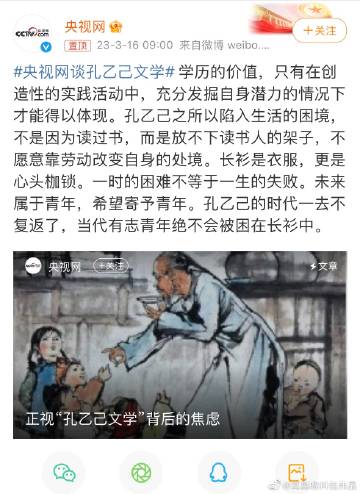 CCTV.com
央视网
+关注
置顶 23-3-16 09:00 来自微博 weibo....
#央视网谈孔乙己文学# 学历的价值，只有在创
造性的实践活动中，充分发掘自身潜力的情况下
才能得以体现。孔乙己之所以陷入生活的困境，
不是因为读过书，而是放不下读书人的架子，不
愿意靠劳动改变自身的处境。长衫是衣服，更是
心头枷锁。一时的困难不等于一生的失败。未来
属于青年，希望寄予青年。孔乙己的时代一去不
复返了，当代有志青年绝不会被困在长衫中。
央视网 +关注
文章
正视“孔乙己文学”背后的焦虑